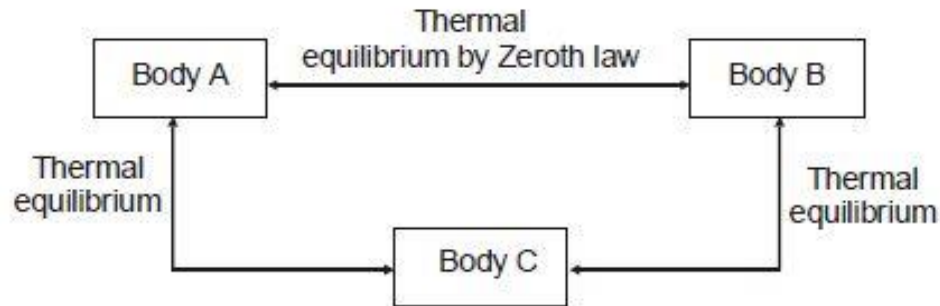 Thermal
equilibrium by Zeroth law
Body A
Body B
Thermal
equilibrium
Thermal
equilibrium
Body C